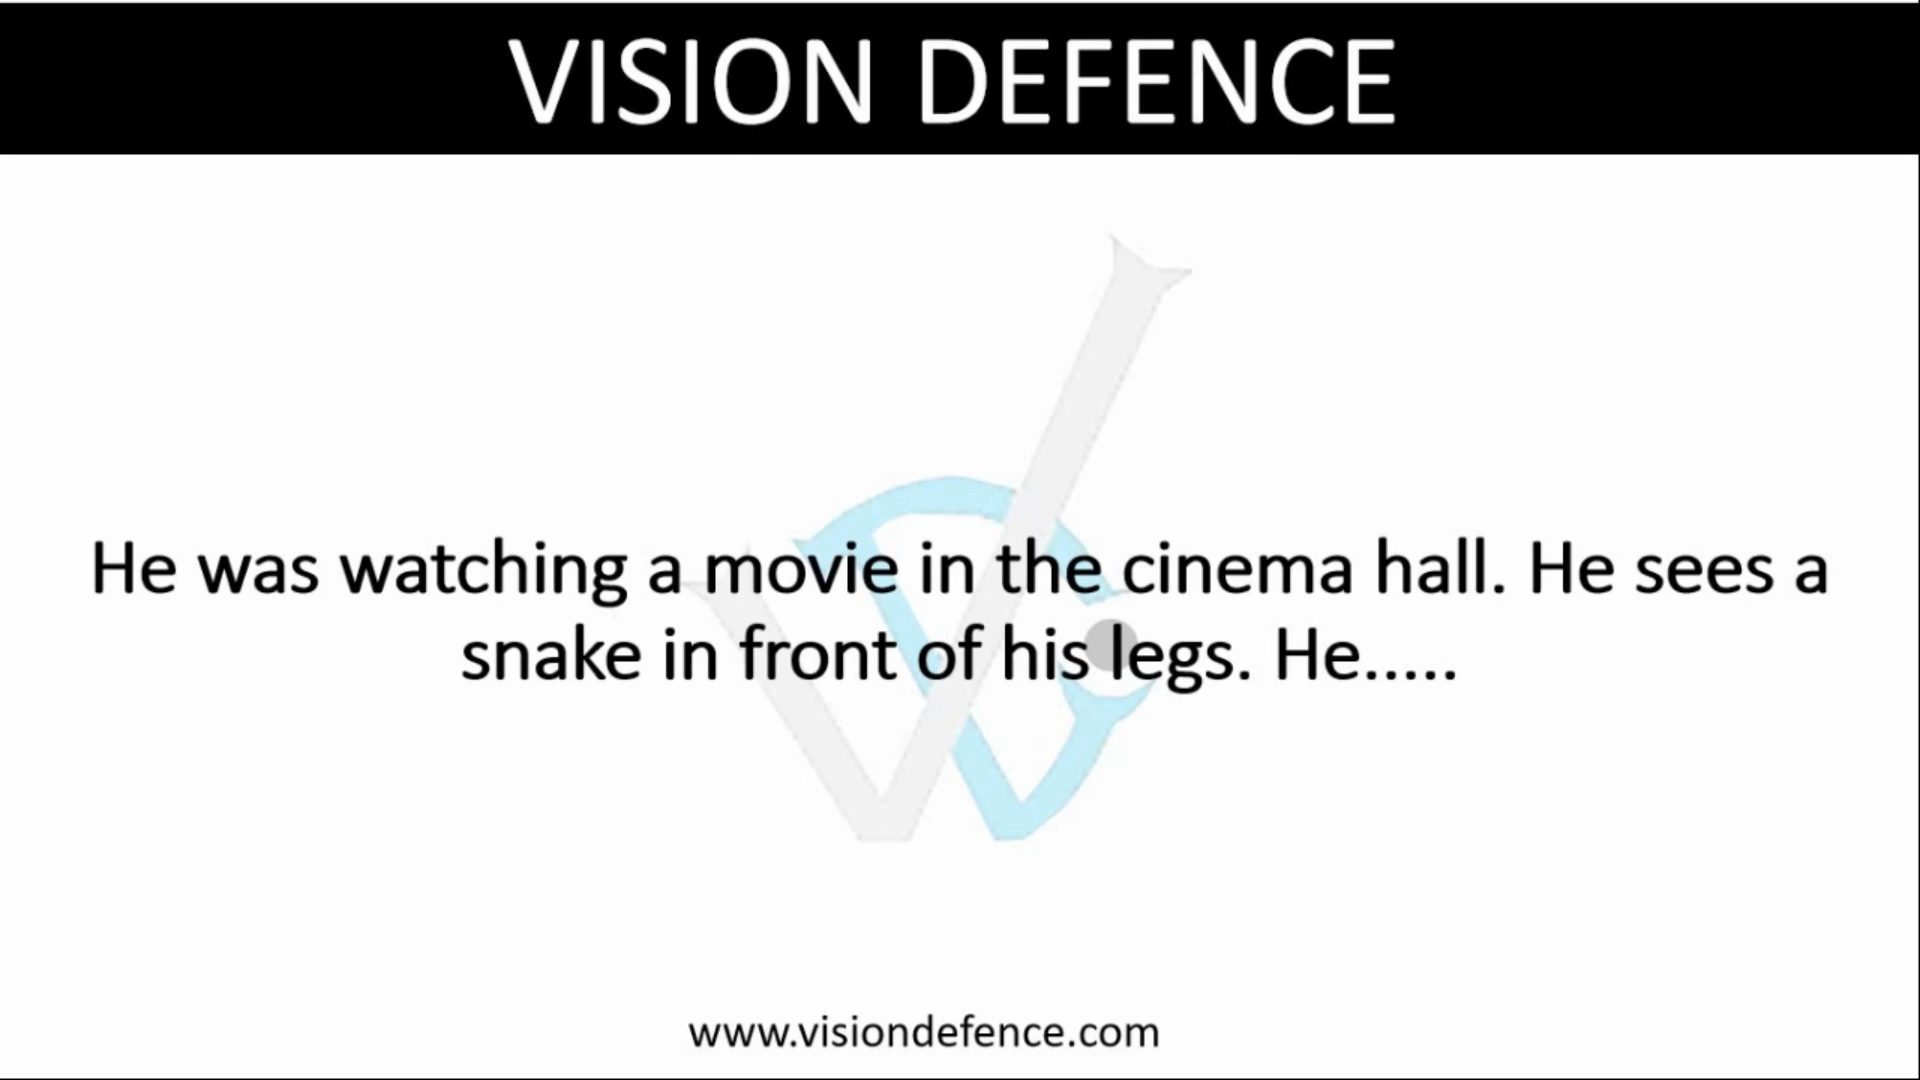 VISION DEFENCE
He was watching a movie in the cinema hall. He sees a
snake in front of his legs. He.....
www.visiondefence.com